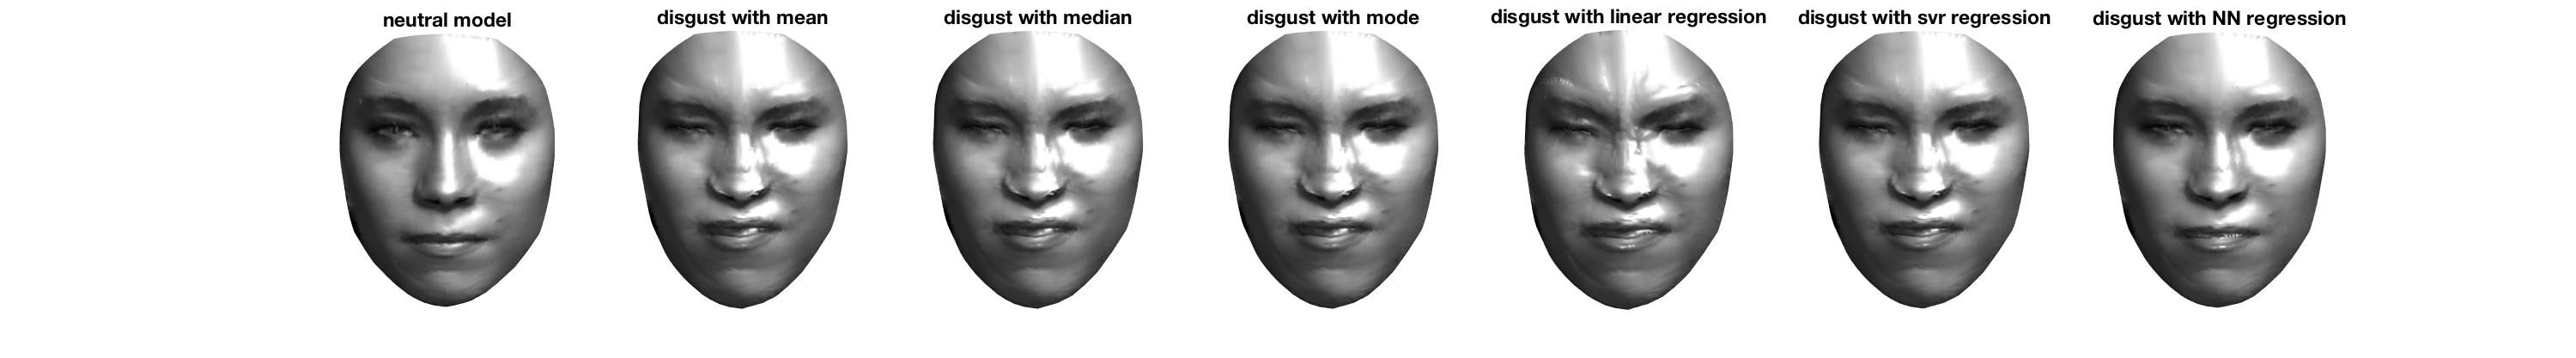 neutral model
disgust with mean
disgust with median
disgust with mode
disgust with linear regression
disgust with svr regression
disgust with NN regression